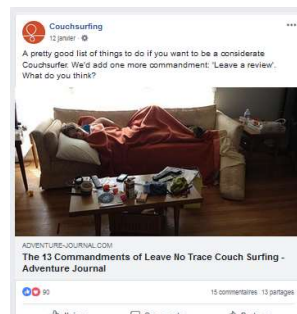 Couchsurfing
12 janvier
A pretty good list of things to do if you want to be a considerate
Couchsurfer. We'd add one more commandment: 'Leave a review'.
What do you think?
ADVENTURE-JOURNAL.COM
The 13 Commandments of Leave No Trace Couch Surfing -
Adventure Journal
90
15 commentaires 13 partages